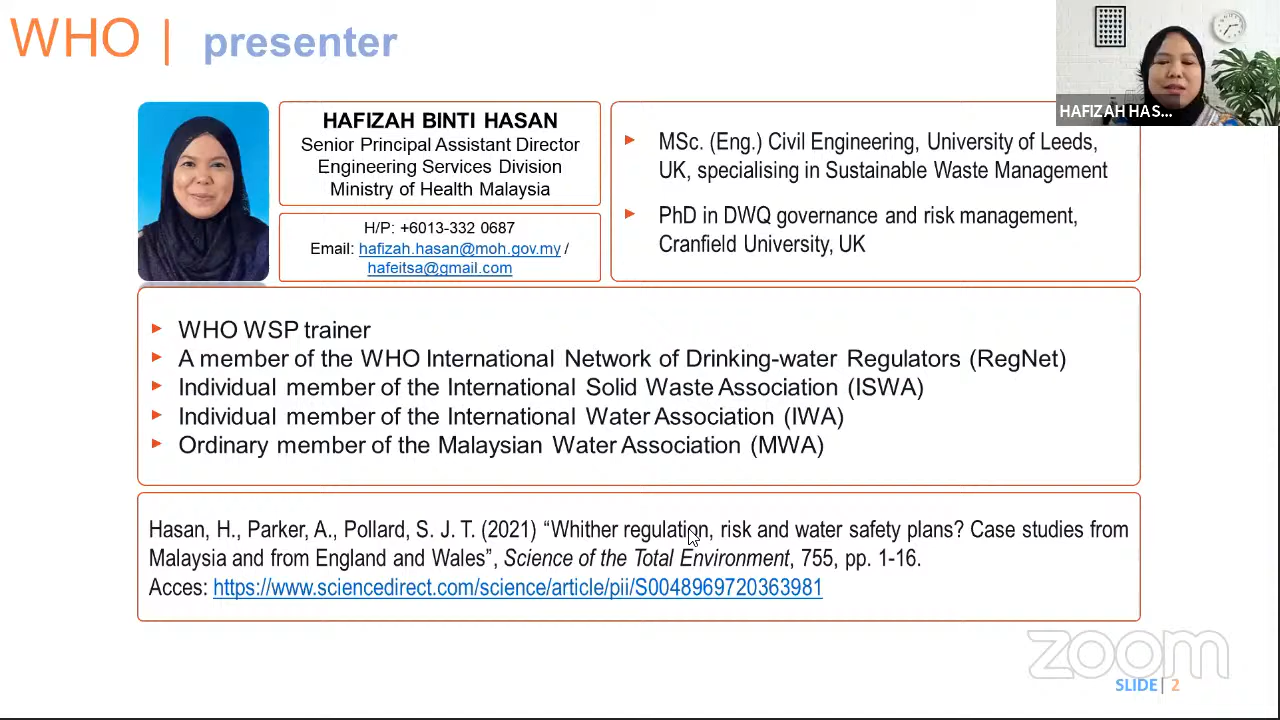 WHO | presenter
HAFIZAH HAS...
HAFIZAH BINTI HASAN
Senior Principal Assistant Director
Engineering Services Division
Ministry of Health Malaysia
H/P: +6013-332 0687
Email: hafizah.hasan@moh.gov.my /
hafeitsa@gmail.com
MSc. (Eng.) Civil Engineering, University of Leeds,
UK, specialising in Sustainable Waste Management
PhD in DWQ governance and risk management,
Cranfield University, UK
WHO WSP trainer
A member of the WHO International Network of Drinking-water Regulators (RegNet)
Individual member of the International Solid Waste Association (ISWA)
Individual member of the International Water Association (IWA)
Ordinary member of the Malaysian Water Association (MWA)
Hasan, H., Parker, A., Pollard, S. J. T. (2021) “Whither regulation, risk and water safety plans? Case studies from
Malaysia and from England and Wales”, Science of the Total Environment, 755, pp. 1-16.
Acces: https://www.sciencedirect.com/science/article/pii/S0048969720363981
zoom
SLIDE | 2